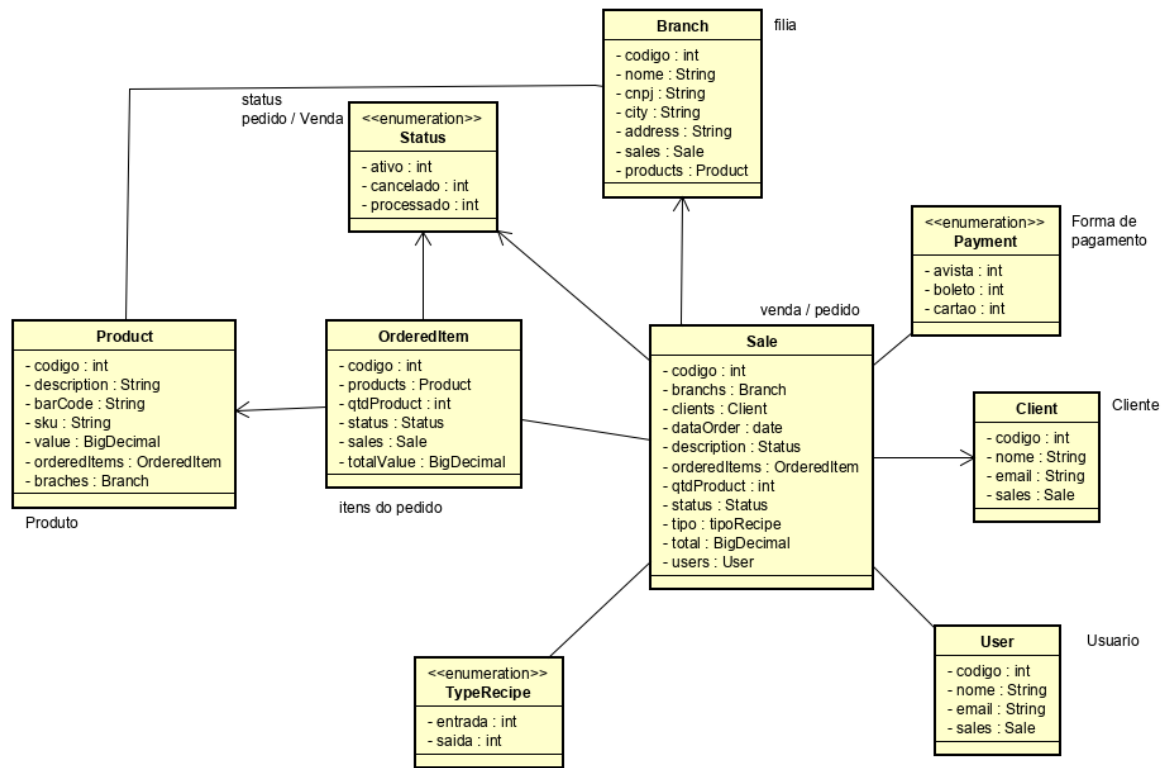 Branch
- codigo : int
- nome : String
- cnpj : String
- city : String
- address : String
- sales : Sale
- products : Product
filia
status
pedido / Venda
<<enumeration>>
Status
- ativo : int
- cancelado : int
- processado : int
<<enumeration>>
Payment
- avista : int
- boleto : int
- cartao : int
Forma de
pagamento
Product
- codigo : int
- description : String
- barCode : String
- sku : String
- value : BigDecimal
- orderedItems : OrderedItem
- braches : Branch
Produto
OrderedItem
- codigo : int
- products : Product
- qtdProduct : int
- status : Status
- sales : Sale
- totalValue : BigDecimal
itens do pedido
venda / pedido
Sale
- codigo : int
- branchs : Branch
- clients : Client
- dataOrder : date
- description : Status
- orderedItems : OrderedItem
- qtdProduct : int
- status : Status
- tipo : tipoRecipe
- total : BigDecimal
- users : User
Client
- codigo : int
- nome : String
- email : String
- sales : Sale
Cliente
<<enumeration>>
TypeRecipe
- entrada : int
- saida : int
User
- codigo : int
- nome : String
- email : String
- sales : Sale
Usuario